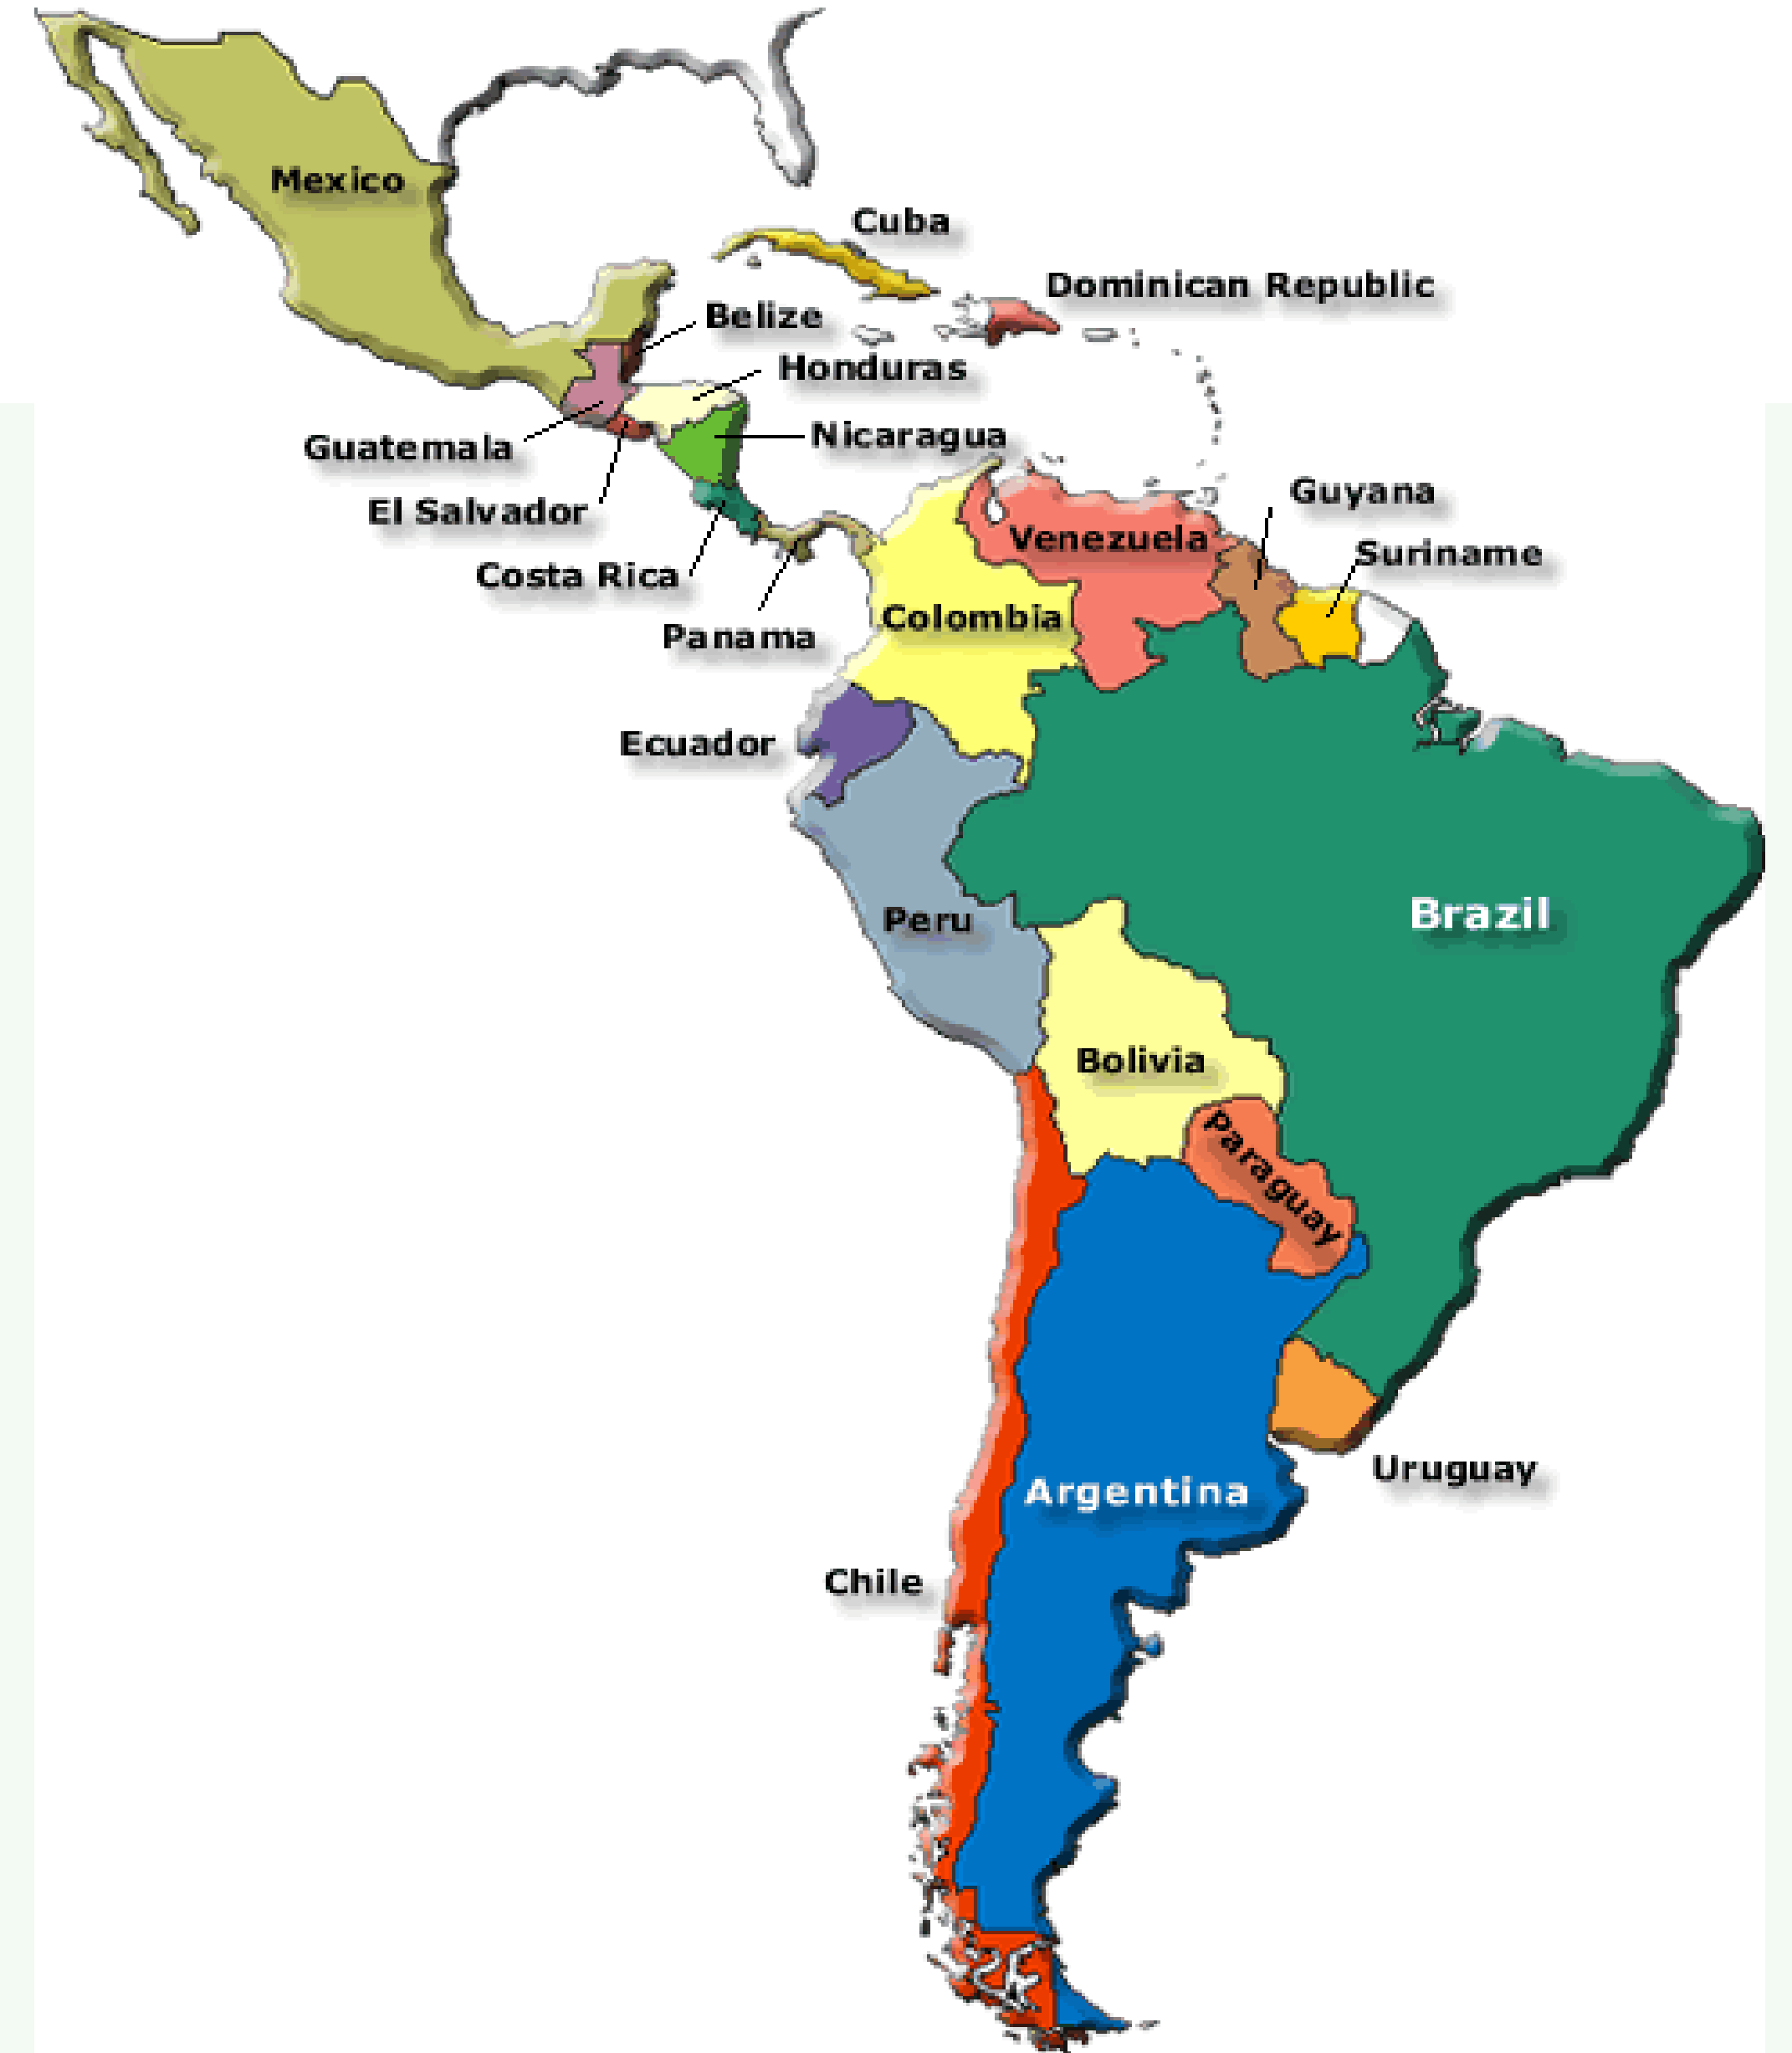 Mexico
Cuba
Dominican Republic
Belize
Honduras
Nicaragua
Guatemala
El Salvador
Costa Rica
Panama
Guyana
Venezuela
Suriname
Colombia
Ecuador
Peru
Brazil
Bolivia
Paraguay
Uruguay
Argentina
Chile